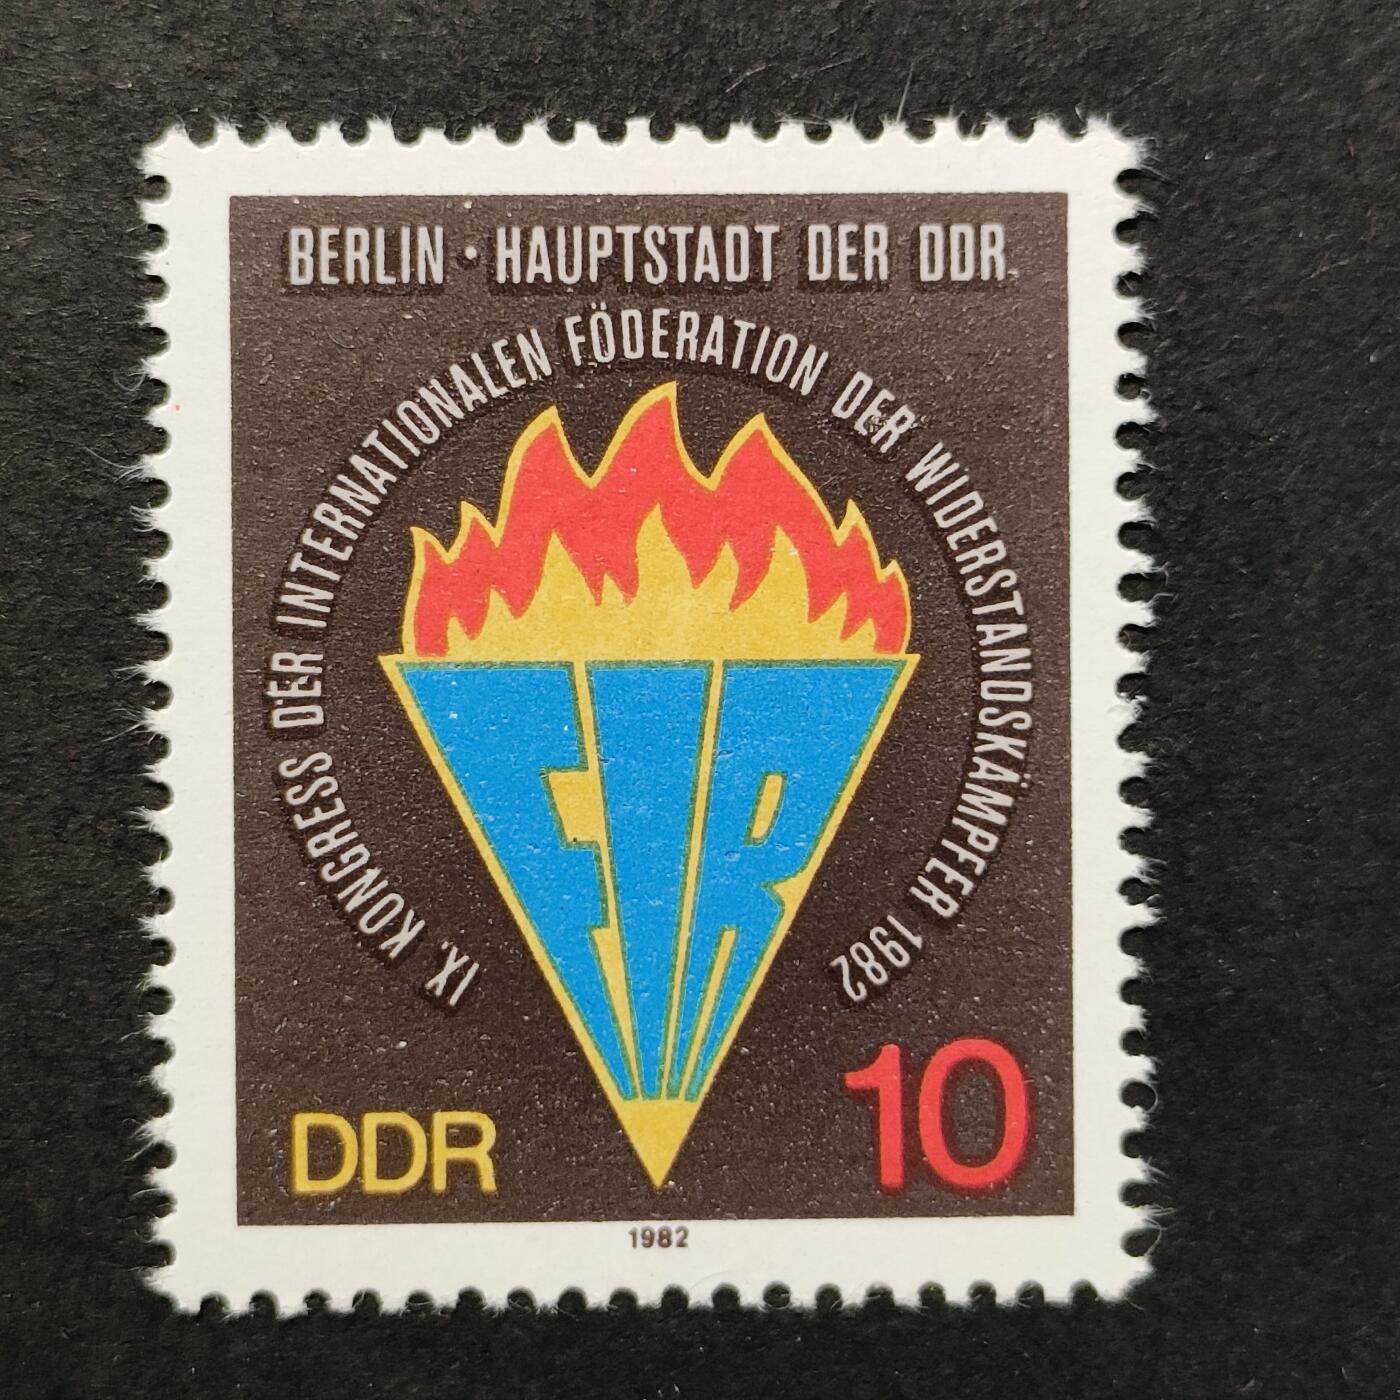 BERLIN · HAUPTSTADT DER DDR
IX. KONGRESS DER INTERNATIONALEN FÖDERATION DER WIDERSTANDSKÄMPFER 1982
FIR
DDR
10
1982